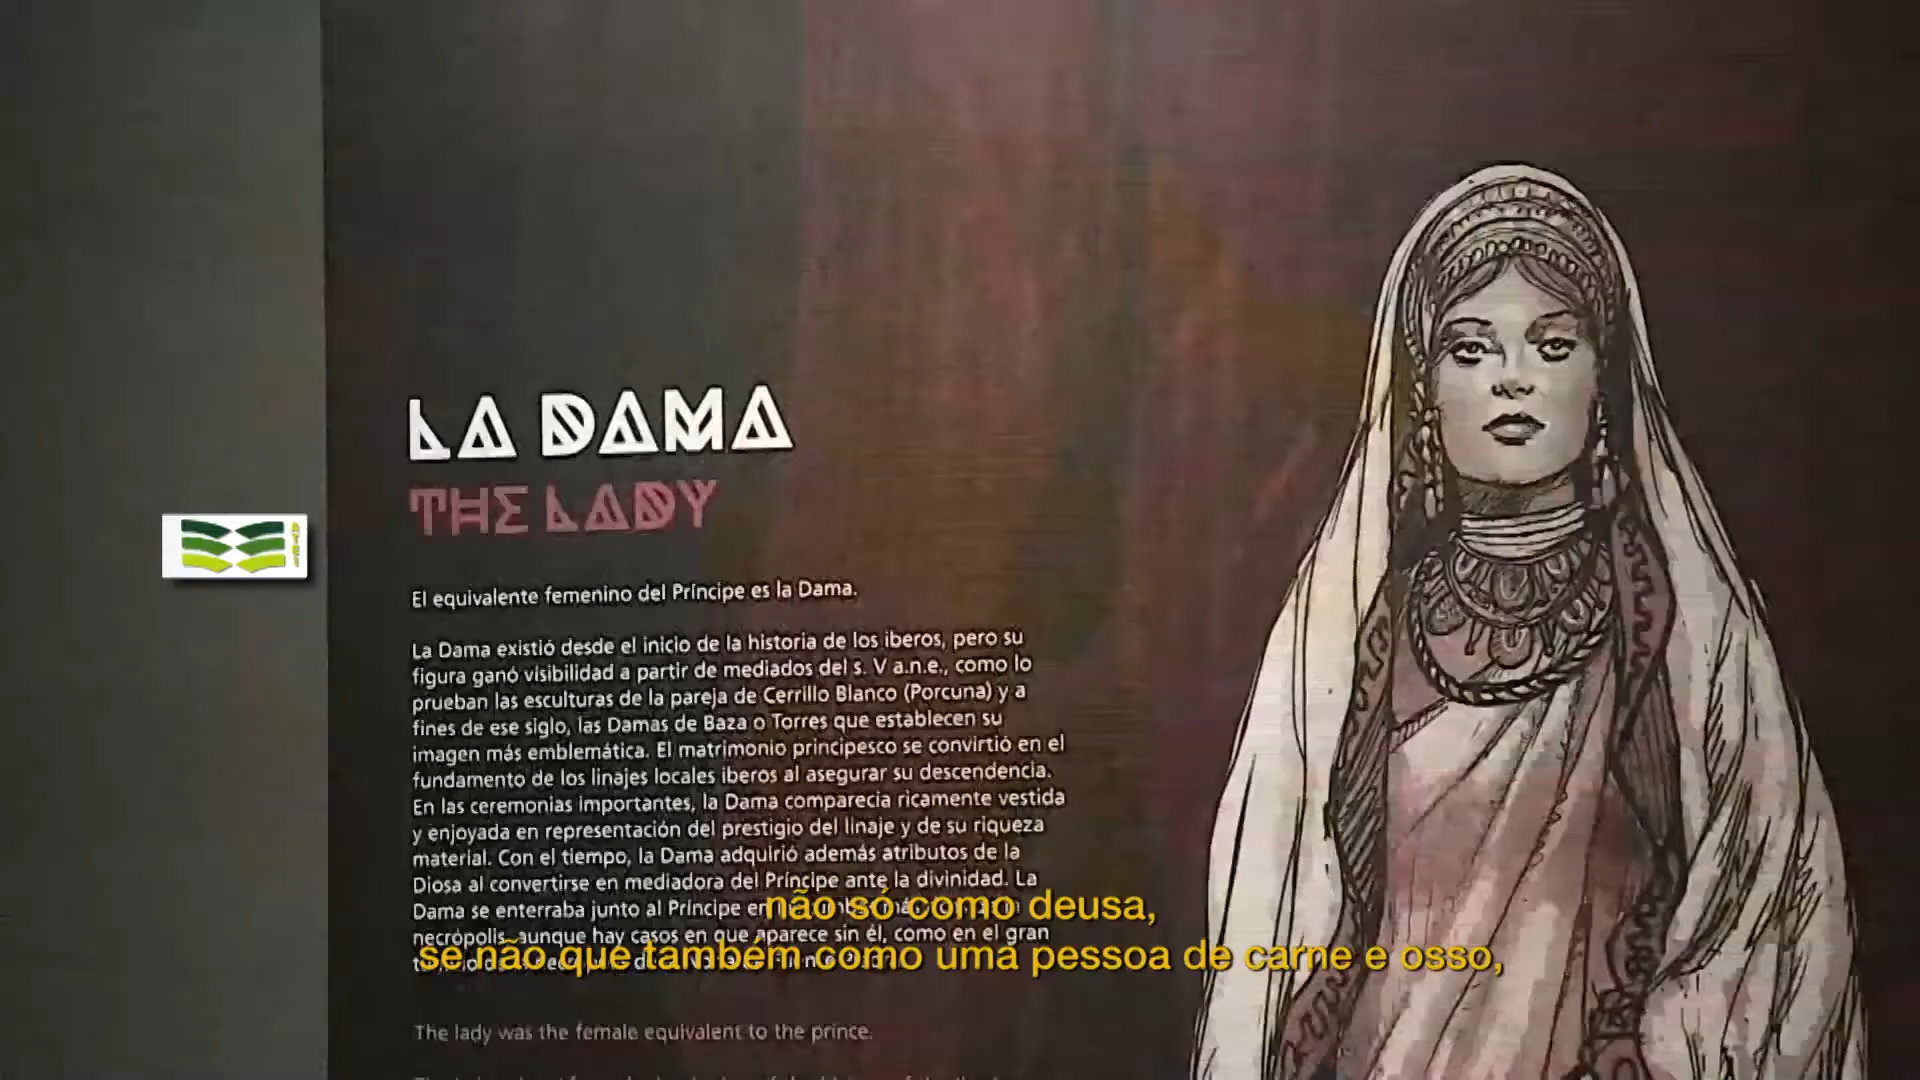 LA DAMA
THE LADY
El equivalente femenino del Príncipe es la Dama.
La Dama existió desde el inicio de la historia de los iberos, pero su
figura ganó visibilidad a partir de mediados del s. V a.n.e., como lo
prueban las esculturas de la pareja de Cerrillo Blanco (Porcuna) y a
fines de ese siglo, las Damas de Baza o Torres que establecen su
imagen más emblemática. El matrimonio principesco se convirtió en el
fundamento de los linajes locales iberos al asegurar su descendencia.
En las ceremonias importantes, la Dama comparecía ricamente vestida
y enjoyada en representación del prestigio del linaje y de su riqueza
material. Con el tiempo, la Dama adquirió además atributos de la
Diosa al convertirse en mediadora del Príncipe ante la divinidad. La
Dama se enterraba junto al Príncipe en
necrópolis, aunque hay casos en que aparece sin él, como en el gran
não só como deusa,
se não que também como uma pessoa de carne e osso,
The lady was the female equivalent to the prince.